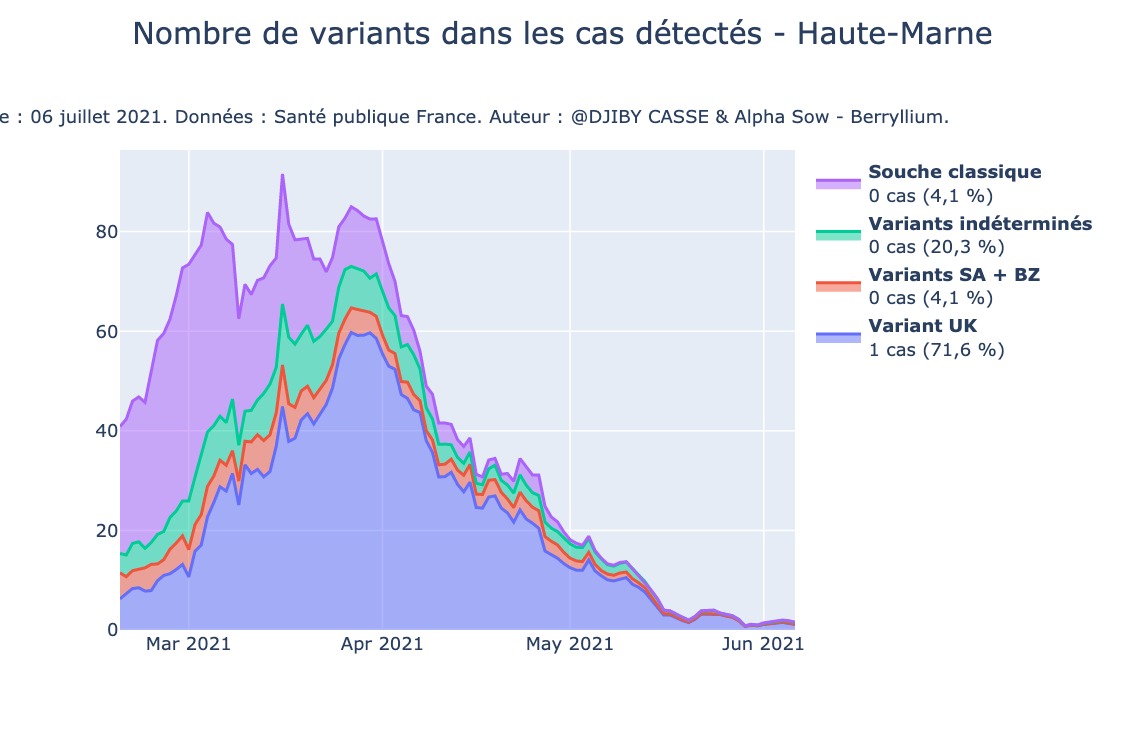 Nombre de variants dans les cas détectés - Haute-Marne
e : 06 juillet 2021. Données : Santé publique France. Auteur : @DJIBY CASSE & Alpha Sow - Berryllium.
Souche classique
0 cas (4,1 %)
Variants indéterminés
0 cas (20,3 %)
Variants SA + BZ
0 cas (4,1 %)
Variant UK
1 cas (71,6 %)
80
60
40
20
0
Mar 2021
Apr 2021
May 2021
Jun 2021